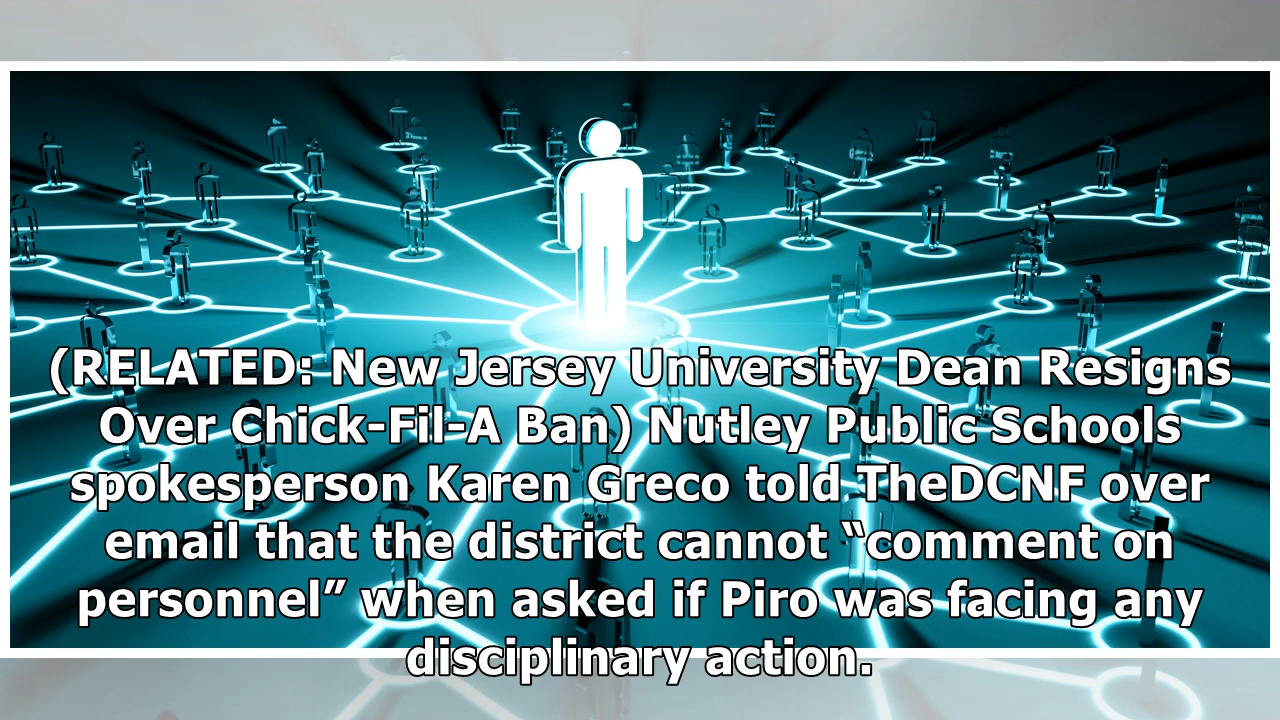 (RELATED: New Jersey University Dean Resigns
Over Chick-Fil-A Ban) Nutley Public Schools
spokesperson Karen Greco told TheDCNF over
email that the district cannot “comment on
personnel” when asked if Piro was facing any
disciplinary action.